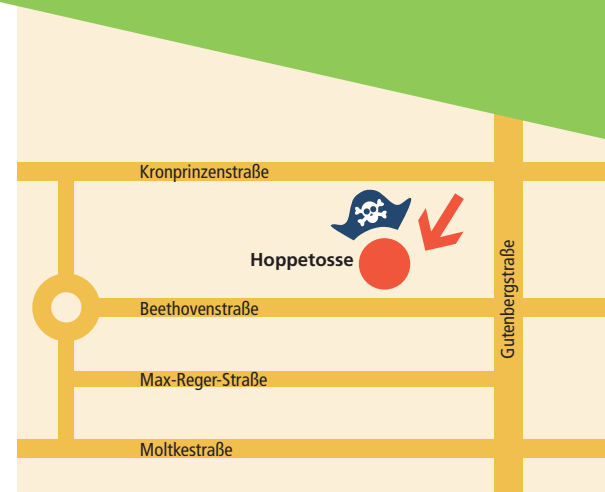 Kronprinzenstraße
Hoppetosse
Gutenbergstraße
Beethovenstraße
Max-Reger-Straße
Moltkestraße